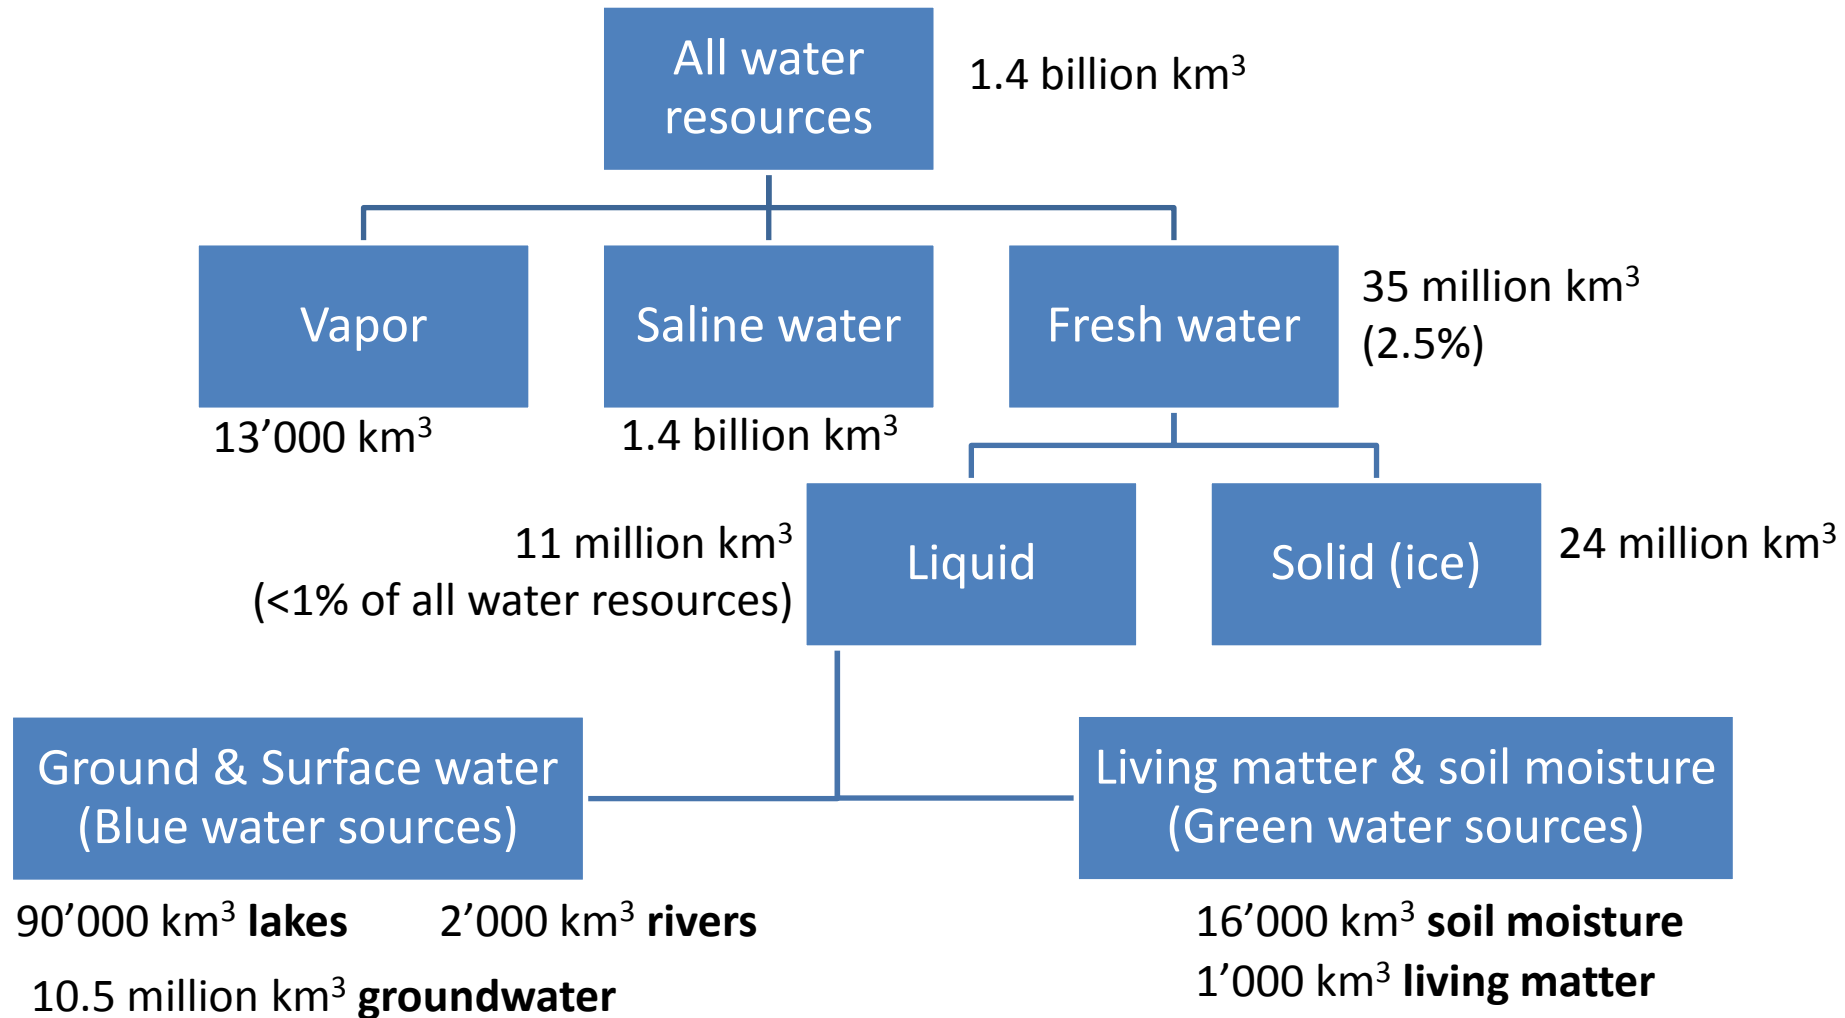 All water
resources
1.4 billion km³
Vapor
13’000 km³
Saline water
1.4 billion km³
Fresh water
35 million km³
(2.5%)
11 million km³
(<1% of all water resources)
Liquid
Solid (ice)
24 million km³
Ground & Surface water
(Blue water sources)
90’000 km³ lakes
2’000 km³ rivers
10.5 million km³ groundwater
Living matter & soil moisture
(Green water sources)
16’000 km³ soil moisture
1’000 km³ living matter